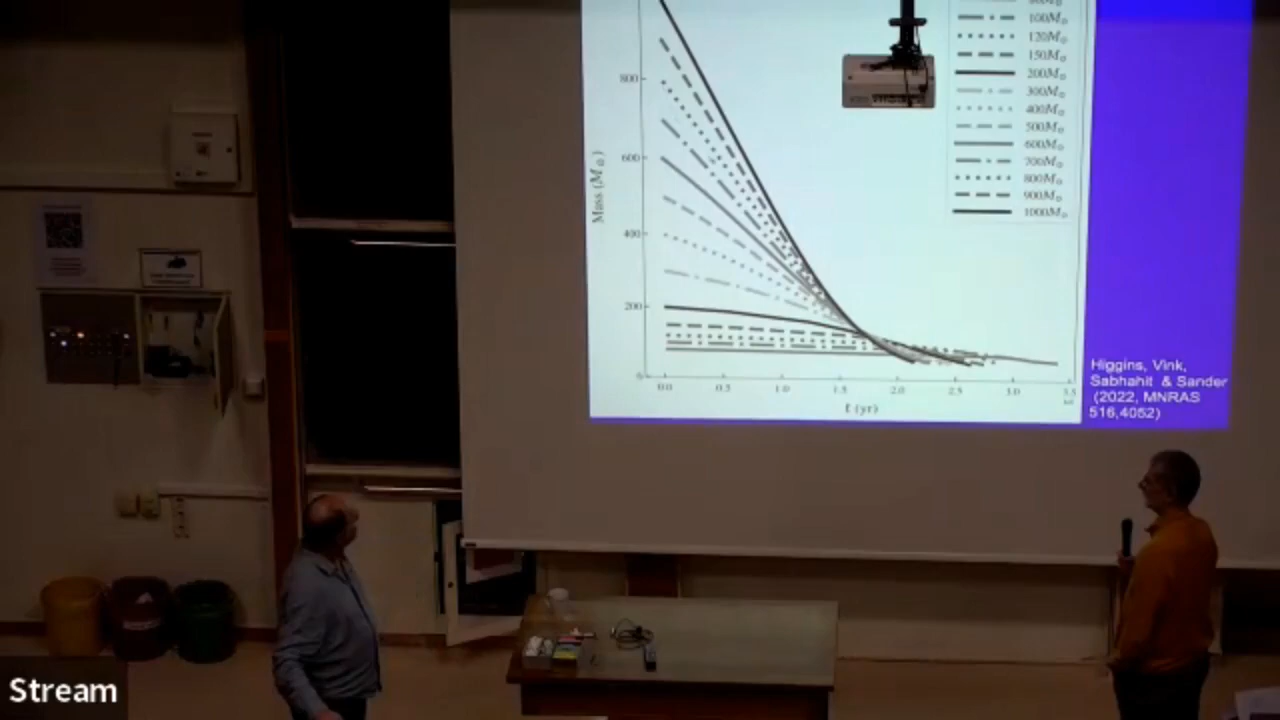 100M⊙
120M⊙
150M⊙
200M⊙
300M⊙
400M⊙
500M⊙
600M⊙
700M⊙
800M⊙
900M⊙
1000M⊙
800
600
400
200
Mass (M⊙)
0.0 0.5 1.0 1.5 2.0 2.5 3.0 3.5
t (yr)
Higgins, Vink,
Sabhahit & Sander
(2022, MNRAS
516,4052)
Stream